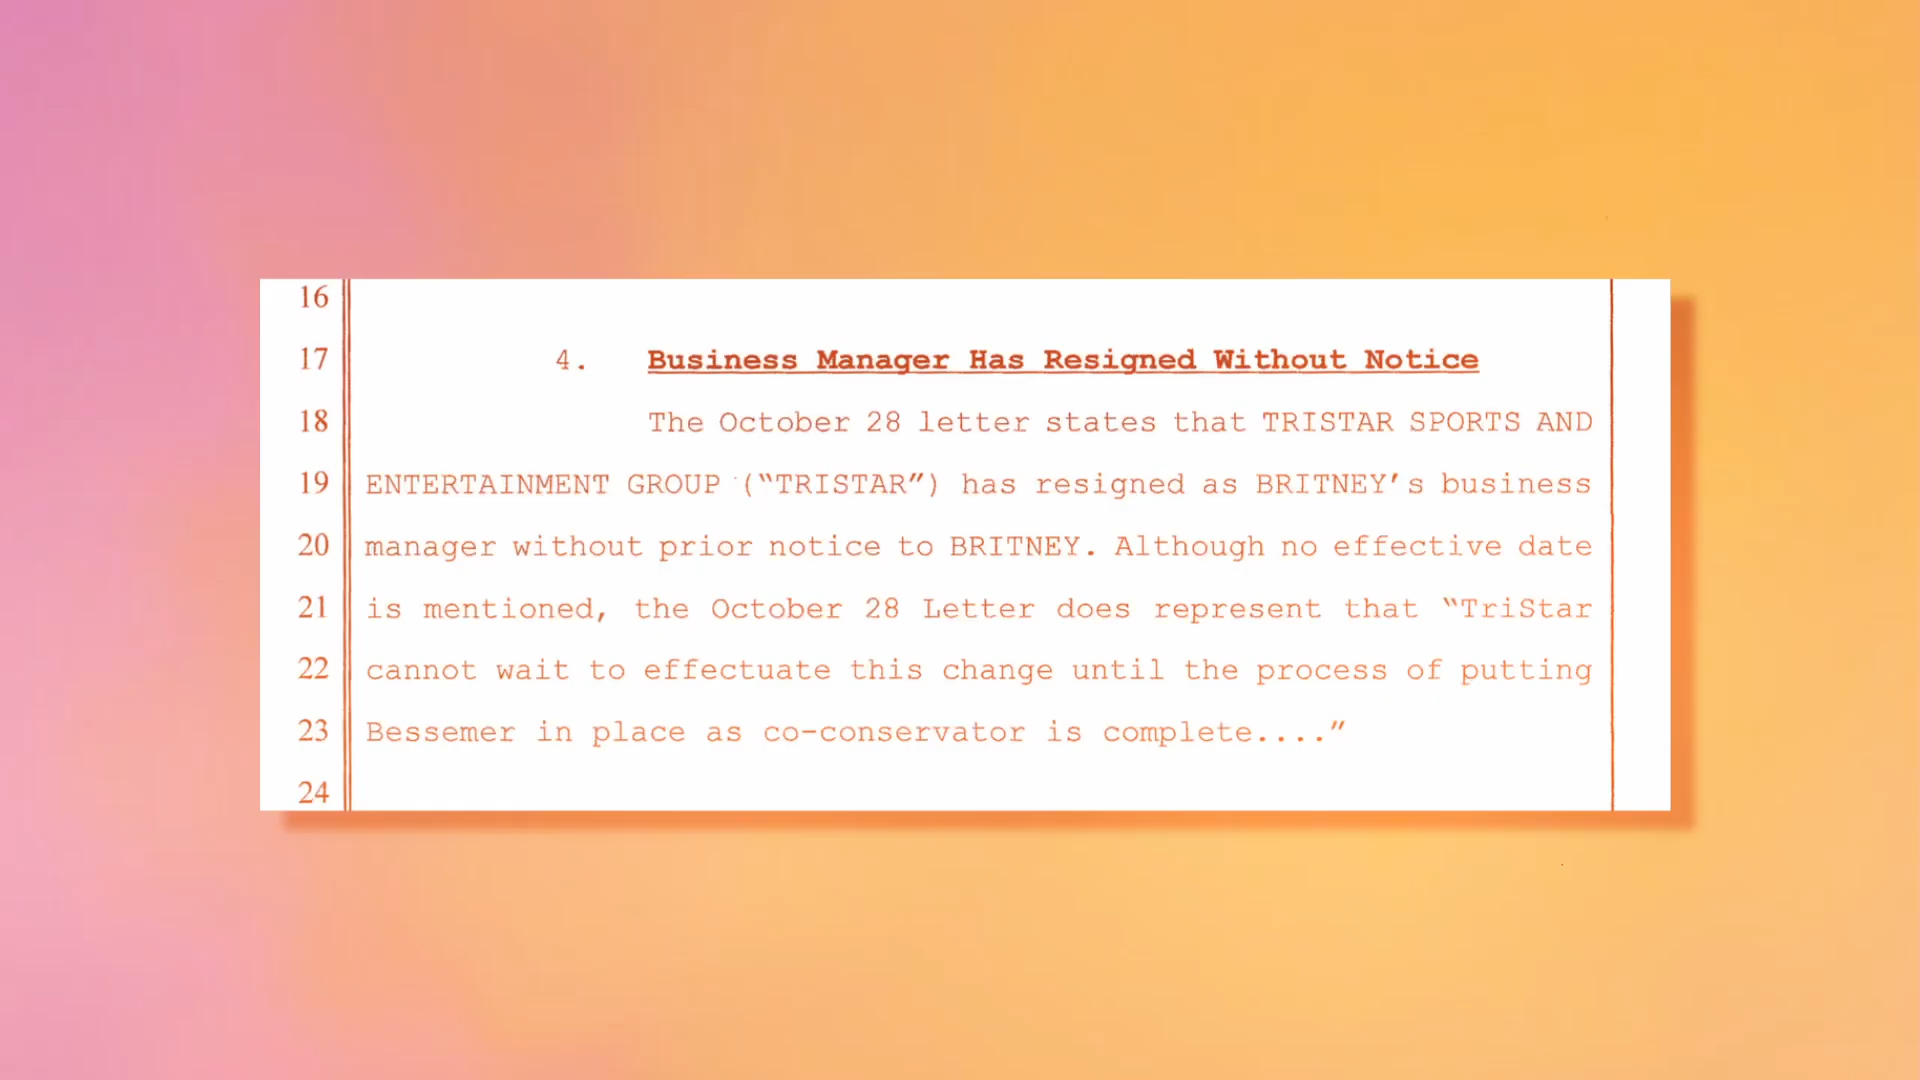 16
17 4. Business Manager Has Resigned Without Notice
18 The October 28 letter states that TRISTAR SPORTS AND
19 ENTERTAINMENT GROUP (“TRISTAR”) has resigned as BRITNEY’s business
20 manager without prior notice to BRITNEY. Although no effective date
21 is mentioned, the October 28 Letter does represent that “TriStar
22 cannot wait to effectuate this change until the process of putting
23 Bessemer in place as co-conservator is complete....”
24